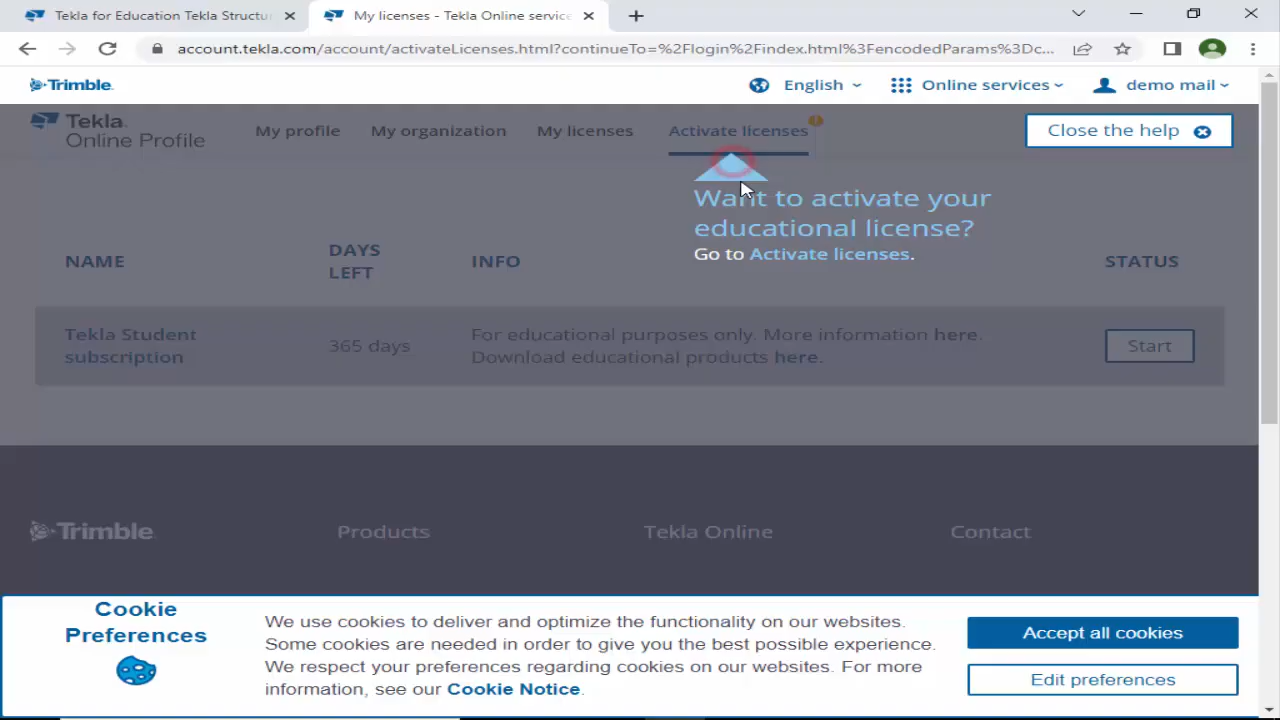 Tekla for Education Tekla Structu
My licenses - Tekla Online service
account.tekla.com/account/activateLicenses.html?continueTo=%2Flogin%2Findex.html%3FencodedParams%3Dc...
Trimble.
English
Online services
demo mail
Tekla.
Online Profile
My profile
My organization
My licenses
Activate licenses
Close the help
Want to activate your
educational license?
Go to Activate licenses.
NAME
DAYS
LEFT
INFO
STATUS
Tekla Student
subscription
365 days
For educational purposes only. More information here.
Download educational products here.
Start
Trimble.
Products
Tekla Online
Contact
Cookie
Preferences
We use cookies to deliver and optimize the functionality on our websites.
Some cookies are needed in order to give you the best possible experience.
We respect your preferences regarding cookies on our websites. For more
information, see our Cookie Notice.
Accept all cookies
Edit preferences